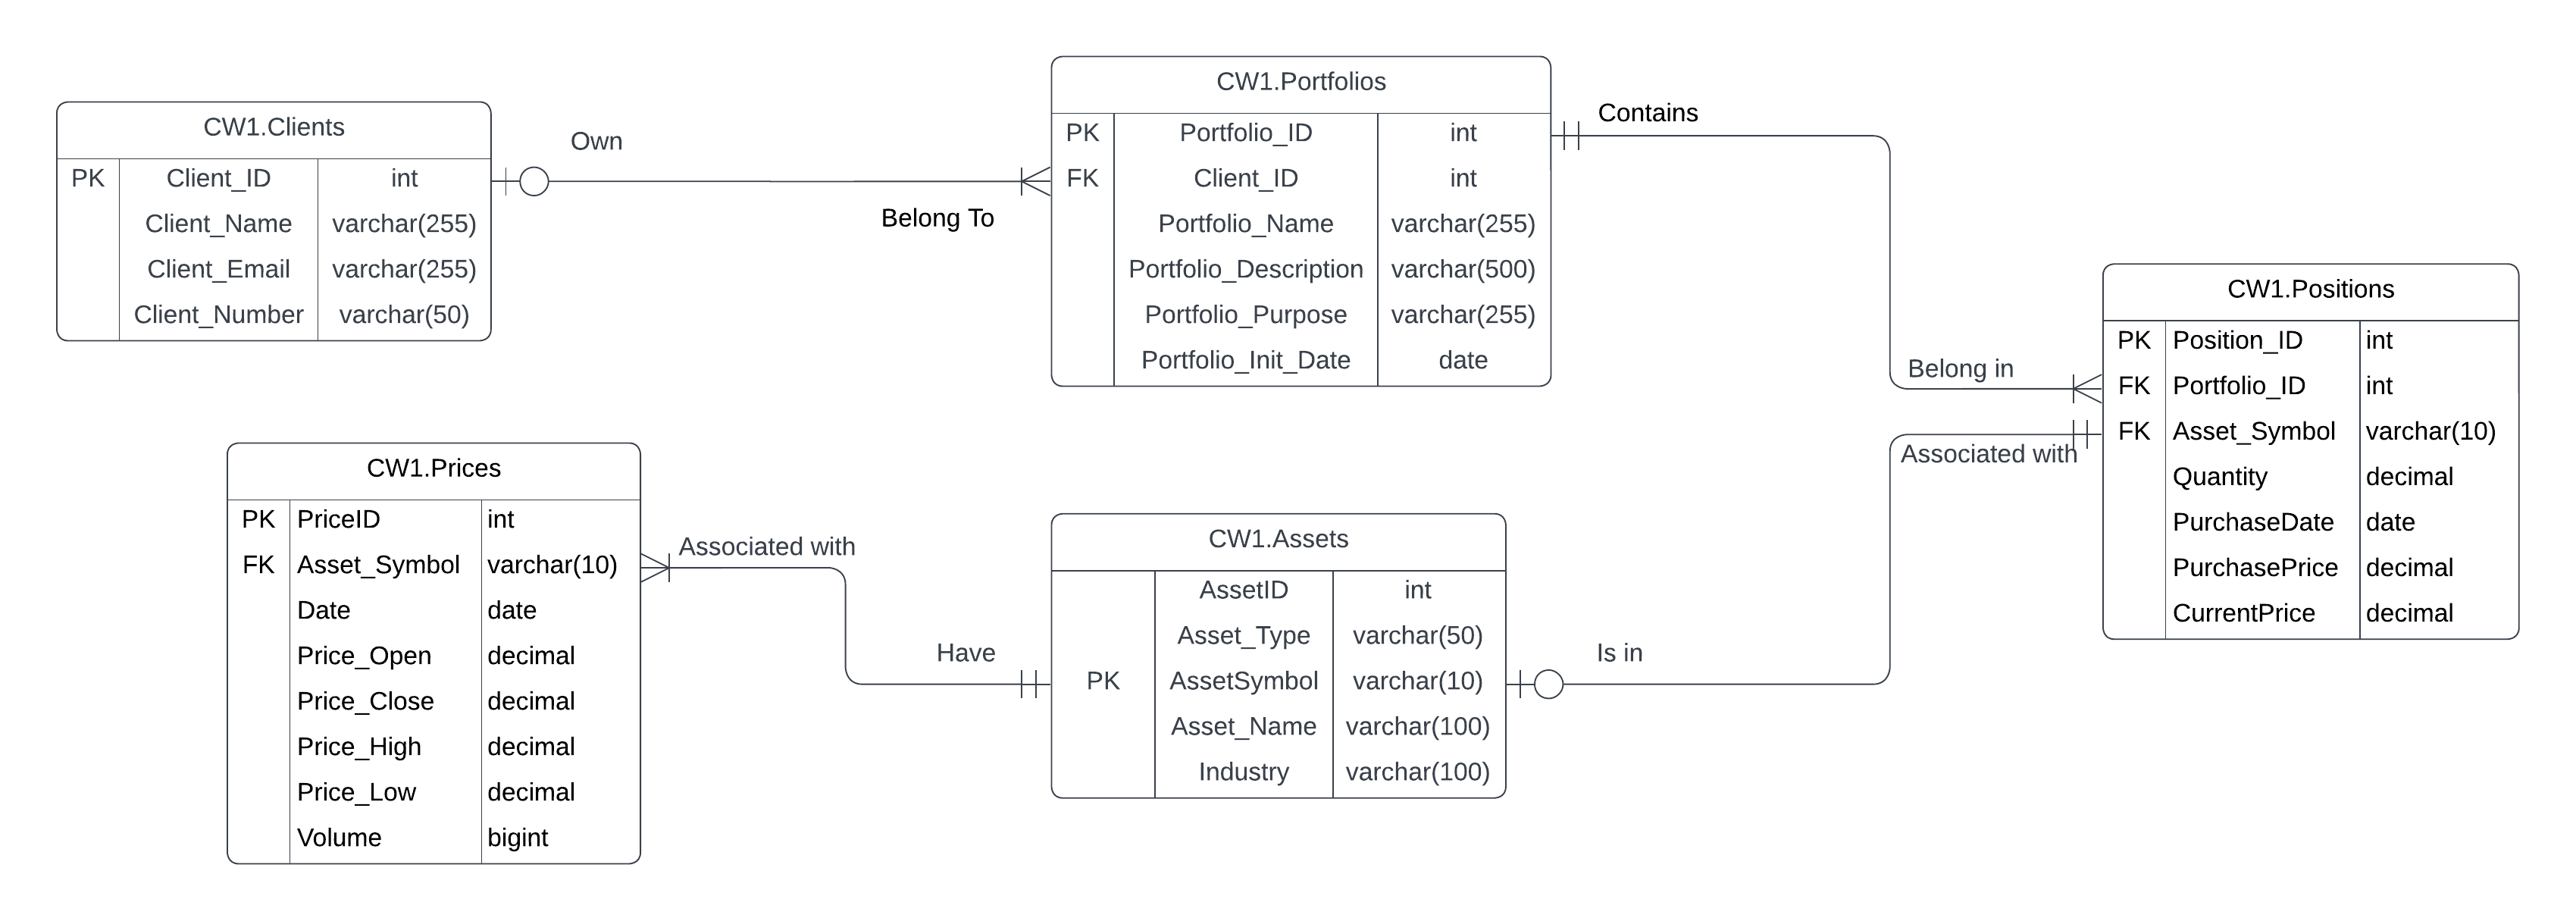 CW1.Clients
PK Client_ID int
Client_Name varchar(255)
Client_Email varchar(255)
Client_Number varchar(50)
Own
Belong To
CW1.Portfolios
PK Portfolio_ID int
FK Client_ID int
Portfolio_Name varchar(255)
Portfolio_Description varchar(500)
Portfolio_Purpose varchar(255)
Portfolio_Init_Date date
Contains
Belong in
CW1.Positions
PK Position_ID int
FK Portfolio_ID int
FK Asset_Symbol varchar(10)
Quantity decimal
PurchaseDate date
PurchasePrice decimal
CurrentPrice decimal
Associated with
Is in
CW1.Prices
PK PriceID int
FK Asset_Symbol varchar(10)
Date date
Price_Open decimal
Price_Close decimal
Price_High decimal
Price_Low decimal
Volume bigint
Associated with
Have
CW1.Assets
AssetID int
Asset_Type varchar(50)
PK AssetSymbol varchar(10)
Asset_Name varchar(100)
Industry varchar(100)